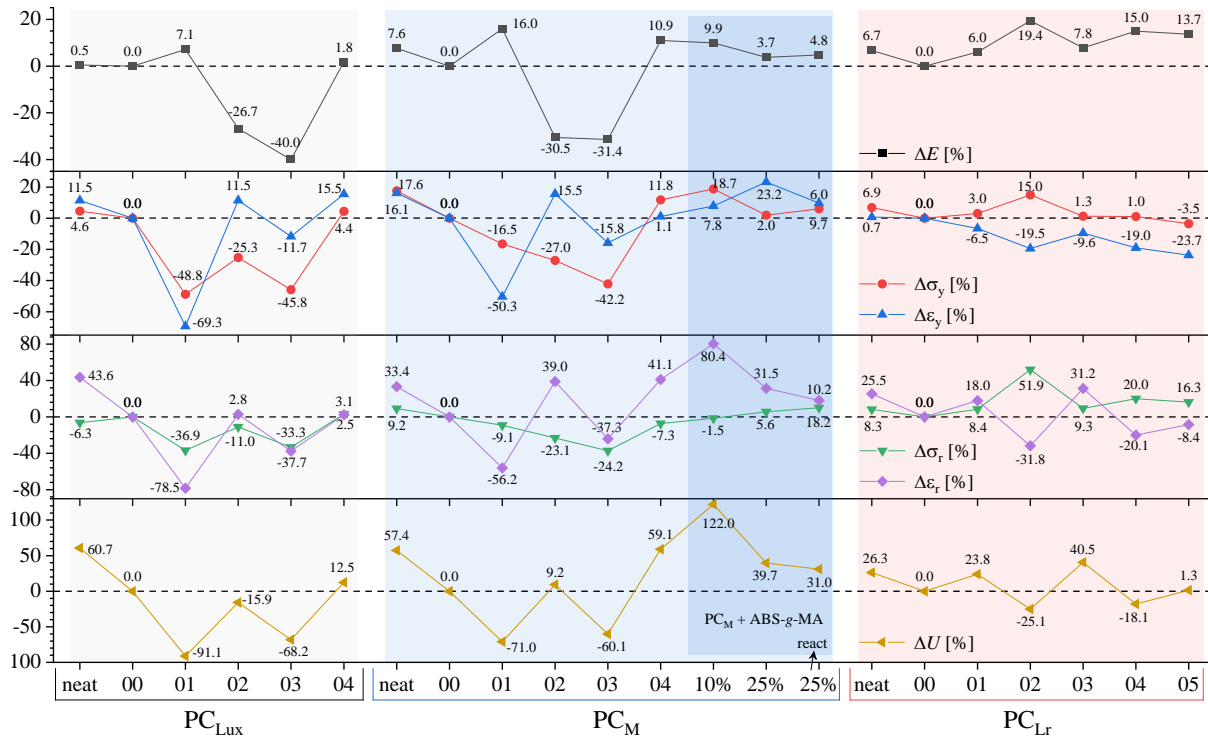 20
0
-20
-40
0.5 0.0 7.1 -26.7 -40.0 1.8
7.6 0.0 16.0 -30.5 -31.4 10.9 9.9 3.7 4.8
6.7 0.0 6.0 19.4 7.8 15.0 13.7
ΔE [%]
20
0
-20
-40
-60
11.5 0.0 -69.3 11.5 -11.7 15.5
4.6 0.0 -48.8 -25.3 -45.8 4.4
17.6 0.0 -16.5 -27.0 -42.2 11.8 18.7 2.0 6.0
16.1 0.0 -50.3 15.5 -15.8 1.1 7.8 23.2 9.7
6.9 0.0 3.0 15.0 1.3 1.0 -3.5
0.7 0.0 -6.5 -19.5 -9.6 -19.0 -23.7
Δσy [%]
Δεy [%]
80
40
0
-40
-80
43.6 0.0 -78.5 2.8 -37.7 3.1
-6.3 0.0 -36.9 -11.0 -33.3 2.5
33.4 0.0 -56.2 39.0 -37.3 41.1 80.4 31.5 10.2
9.2 0.0 -9.1 -23.1 -24.2 -7.3 -1.5 5.6 18.2
25.5 0.0 18.0 51.9 31.2 20.0 16.3
8.3 0.0 8.4 -31.8 9.3 -20.1 -8.4
Δσr [%]
Δεr [%]
100
50
0
-50
100
60.7 0.0 -91.1 -15.9 -68.2 12.5
57.4 0.0 -71.0 9.2 -60.1 59.1 122.0 39.7 31.0
26.3 0.0 23.8 -25.1 40.5 -18.1 1.3
PCM + ABS-g-MA
react
ΔU [%]
neat 00 01 02 03 04
neat 00 01 02 03 04 10% 25% 25%
neat 00 01 02 03 04 05
PCLux
PCM
PCLr